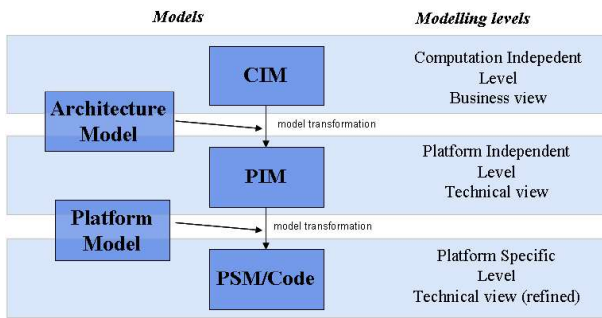 Models
Modelling levels
CIM
Computation Indepedent
Level
Business view
Architecture
Model
model transformation
PIM
Platform Independent
Level
Technical view
Platform
Model
model transformation
PSM/Code
Platform Specific
Level
Technical view (refined)